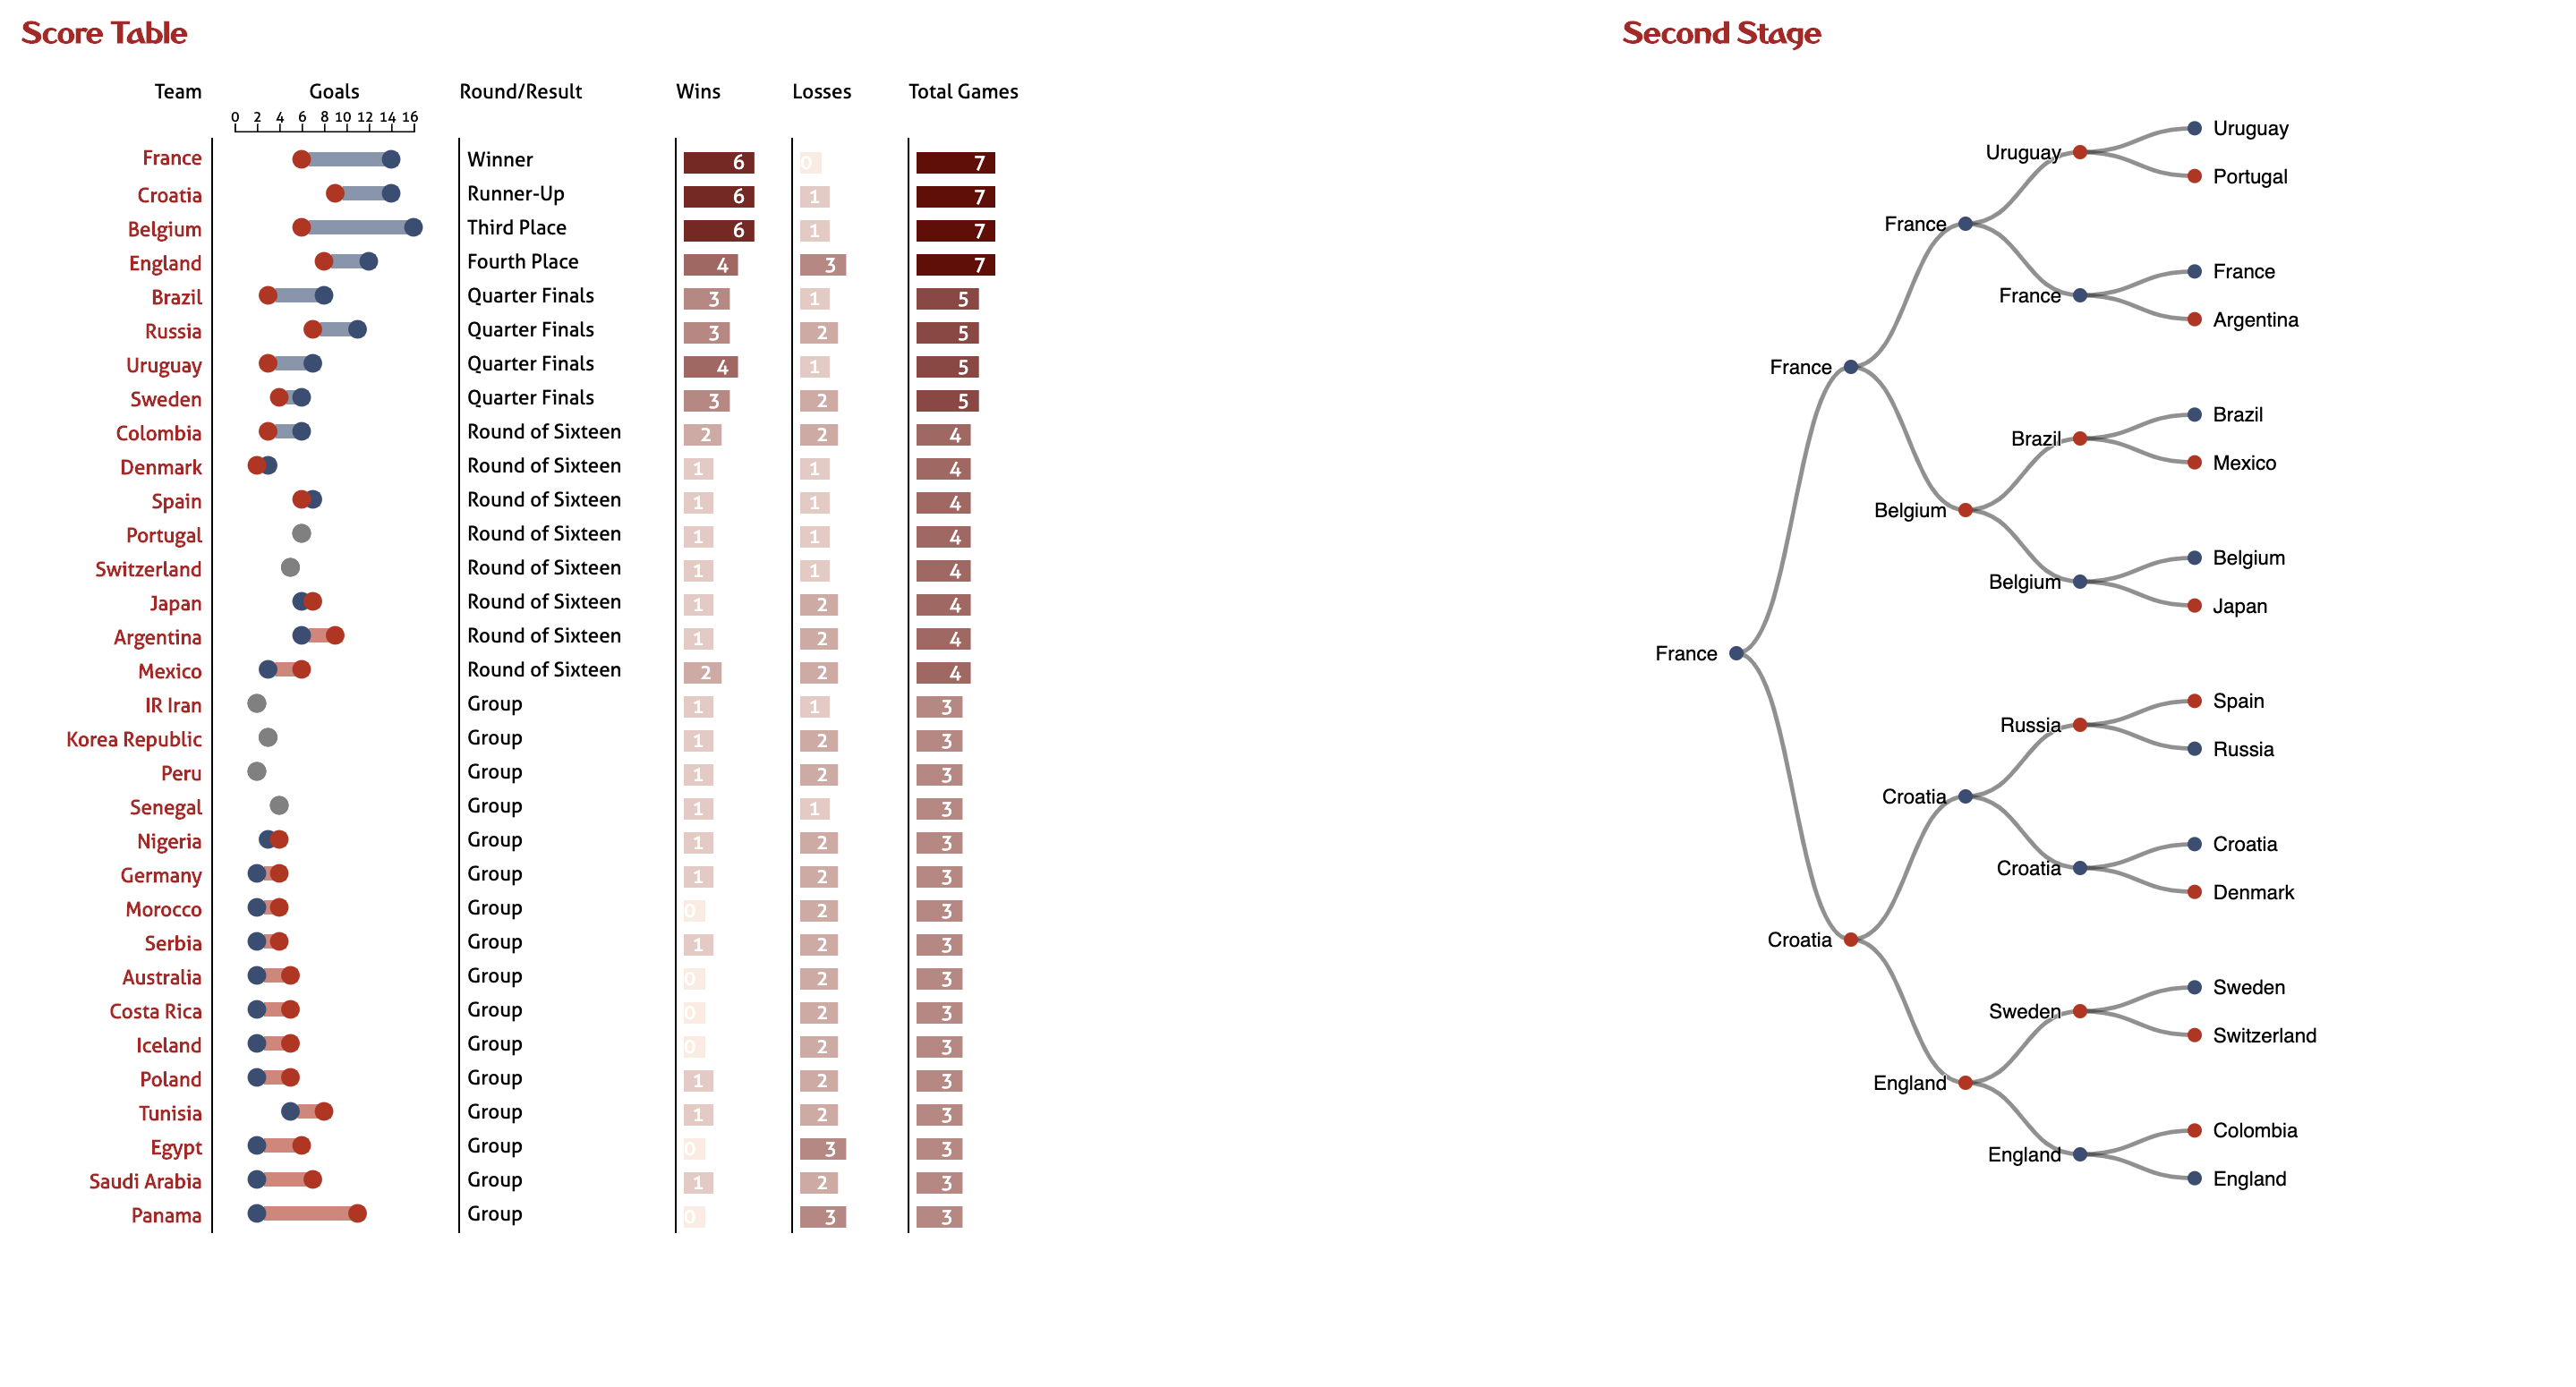 Score Table
Team Goals Round/Result Wins Losses Total Games
0 2 4 6 8 10 12 14 16
France Winner 6 0 7
Croatia Runner-Up 6 1 7
Belgium Third Place 6 1 7
England Fourth Place 4 3 7
Brazil Quarter Finals 3 1 5
Russia Quarter Finals 3 2 5
Uruguay Quarter Finals 4 1 5
Sweden Quarter Finals 3 2 5
Colombia Round of Sixteen 2 2 4
Denmark Round of Sixteen 1 1 4
Spain Round of Sixteen 1 1 4
Portugal Round of Sixteen 1 1 4
Switzerland Round of Sixteen 1 1 4
Japan Round of Sixteen 1 2 4
Argentina Round of Sixteen 1 2 4
Mexico Round of Sixteen 2 2 4
IR Iran Group 1 1 3
Korea Republic Group 1 2 3
Peru Group 1 2 3
Senegal Group 1 1 3
Nigeria Group 1 2 3
Germany Group 1 2 3
Morocco Group 0 2 3
Serbia Group 1 2 3
Australia Group 0 2 3
Costa Rica Group 0 2 3
Iceland Group 0 2 3
Poland Group 1 2 3
Tunisia Group 1 2 3
Egypt Group 0 3 3
Saudi Arabia Group 1 2 3
Panama Group 0 3 3
Second Stage
Uruguay
Uruguay
Portugal
France
France
France
Argentina
France
Brazil
Brazil
Mexico
Belgium
Belgium
Belgium
Japan
France
Spain
Russia
Russia
Croatia
Croatia
Croatia
Denmark
Croatia
Sweden
Sweden
Switzerland
England
Colombia
England
England